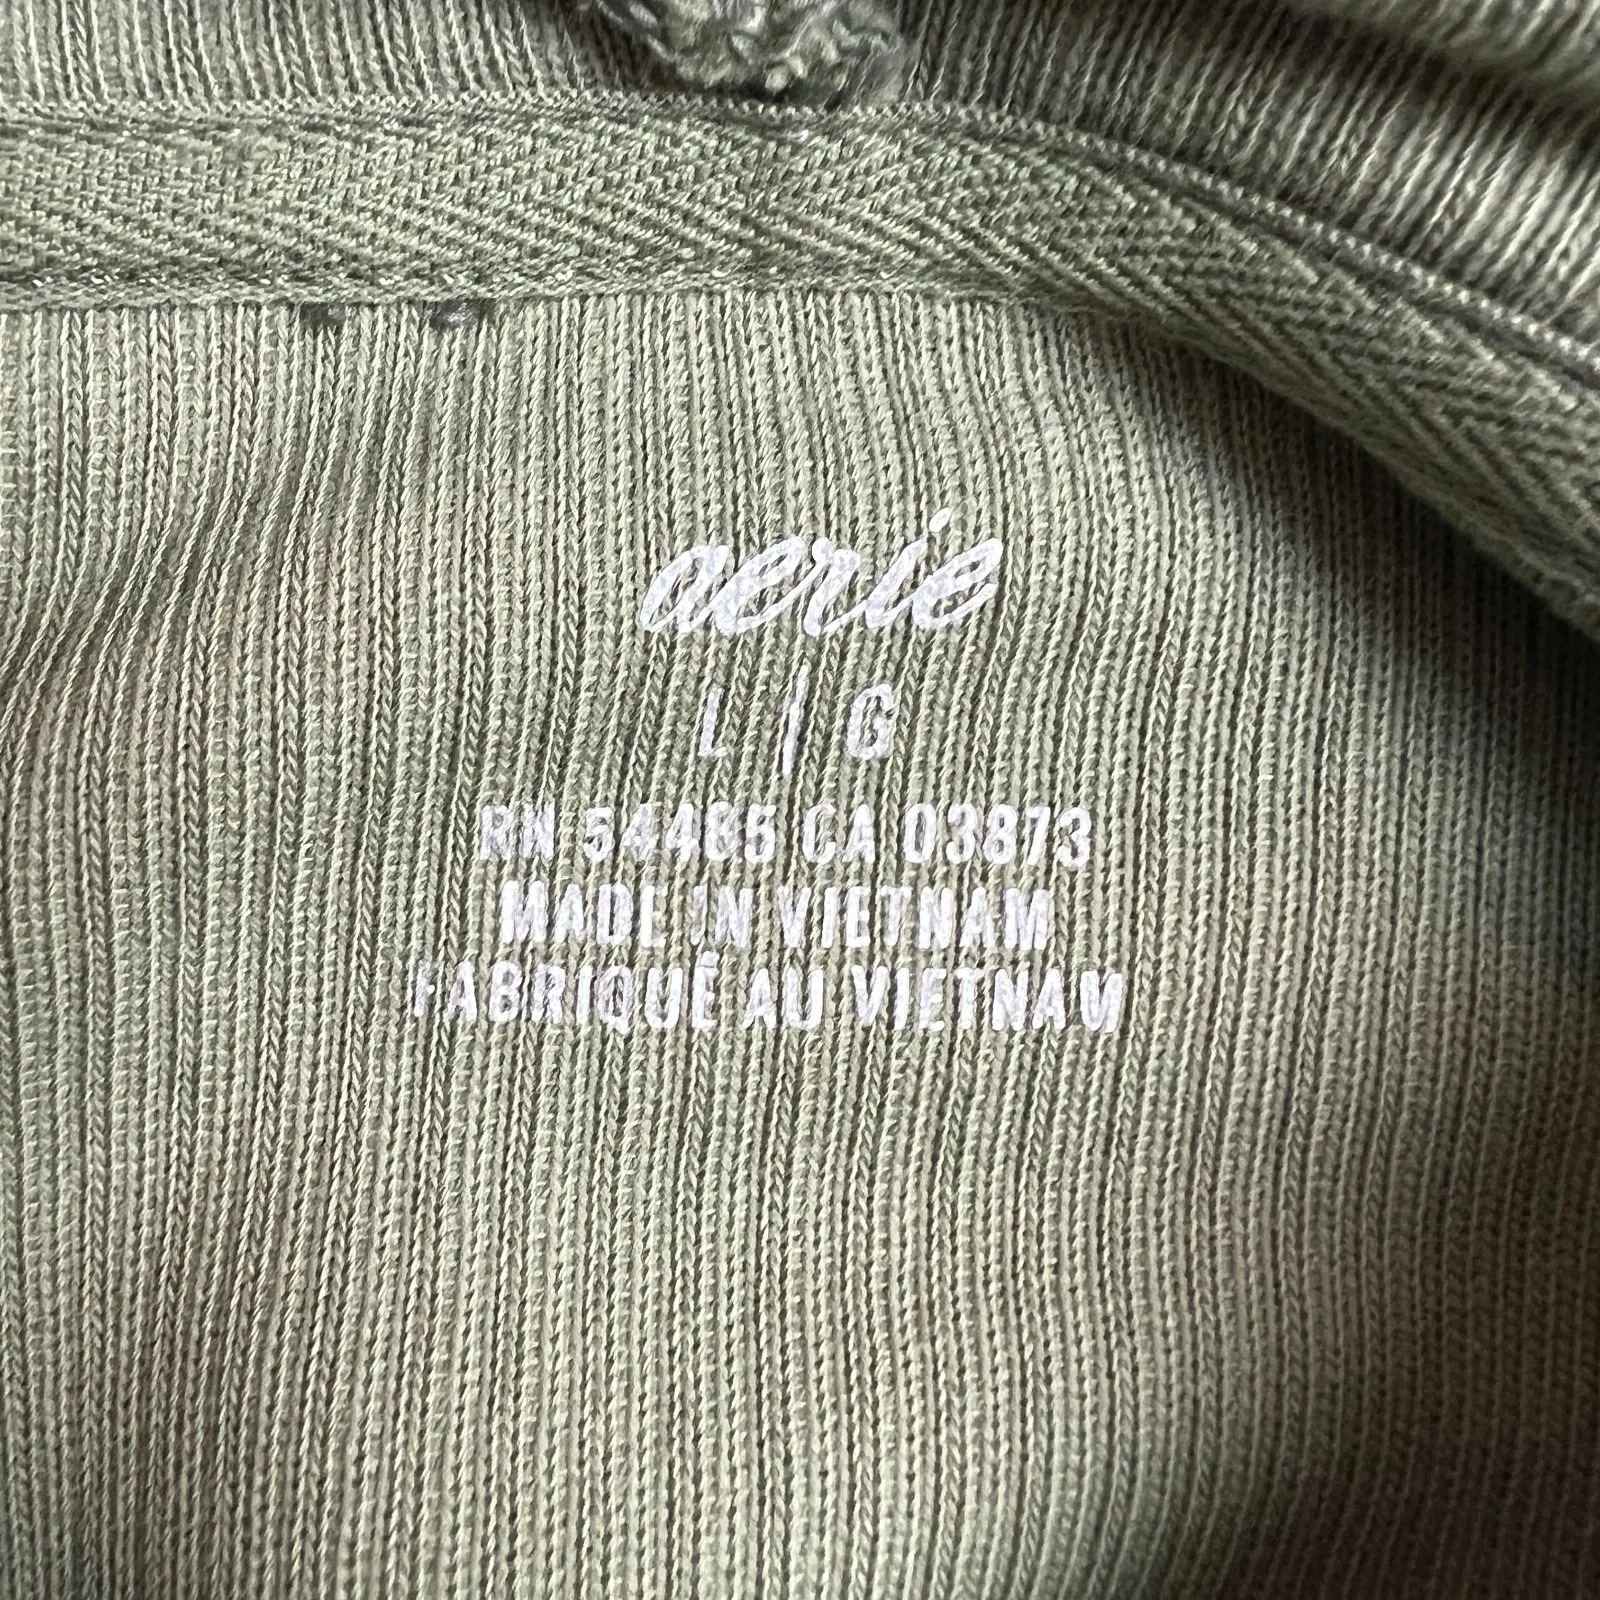 aerie
L | G
RN 54485 CA 03873
MADE IN VIETNAM
FABRIQUÉ AU VIETNAM